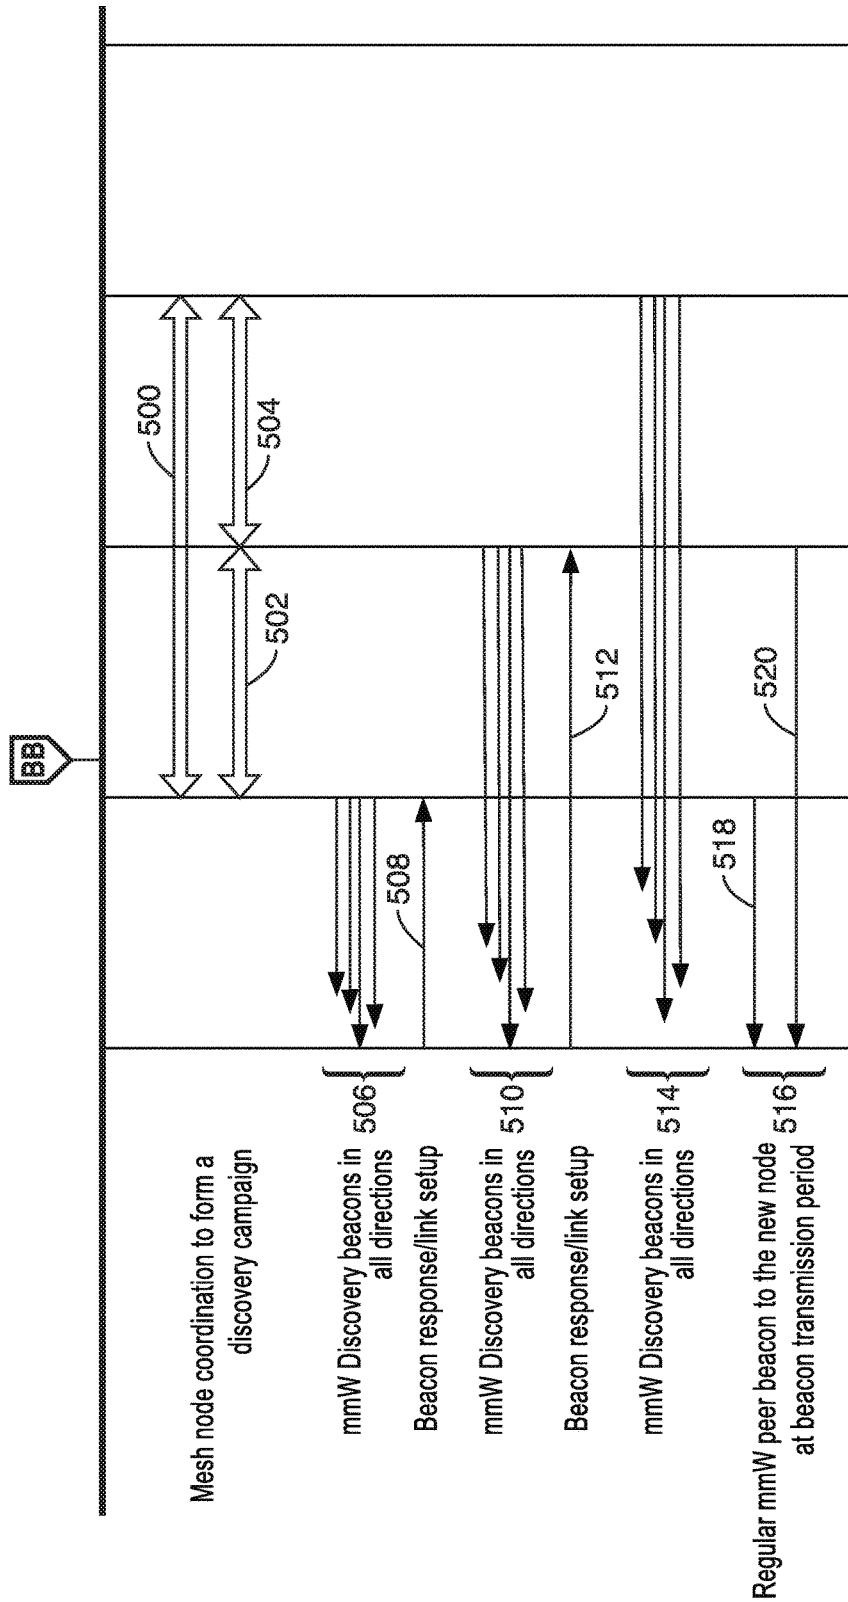 BB
Mesh node coordination to form a
discovery campaign
500
502
504
mmW Discovery beacons in
all directions
506
Beacon response/link setup
508
mmW Discovery beacons in
all directions
510
Beacon response/link setup
512
mmW Discovery beacons in
all directions
514
Regular mmW peer beacon to the new node
at beacon transmission period
516
518
520